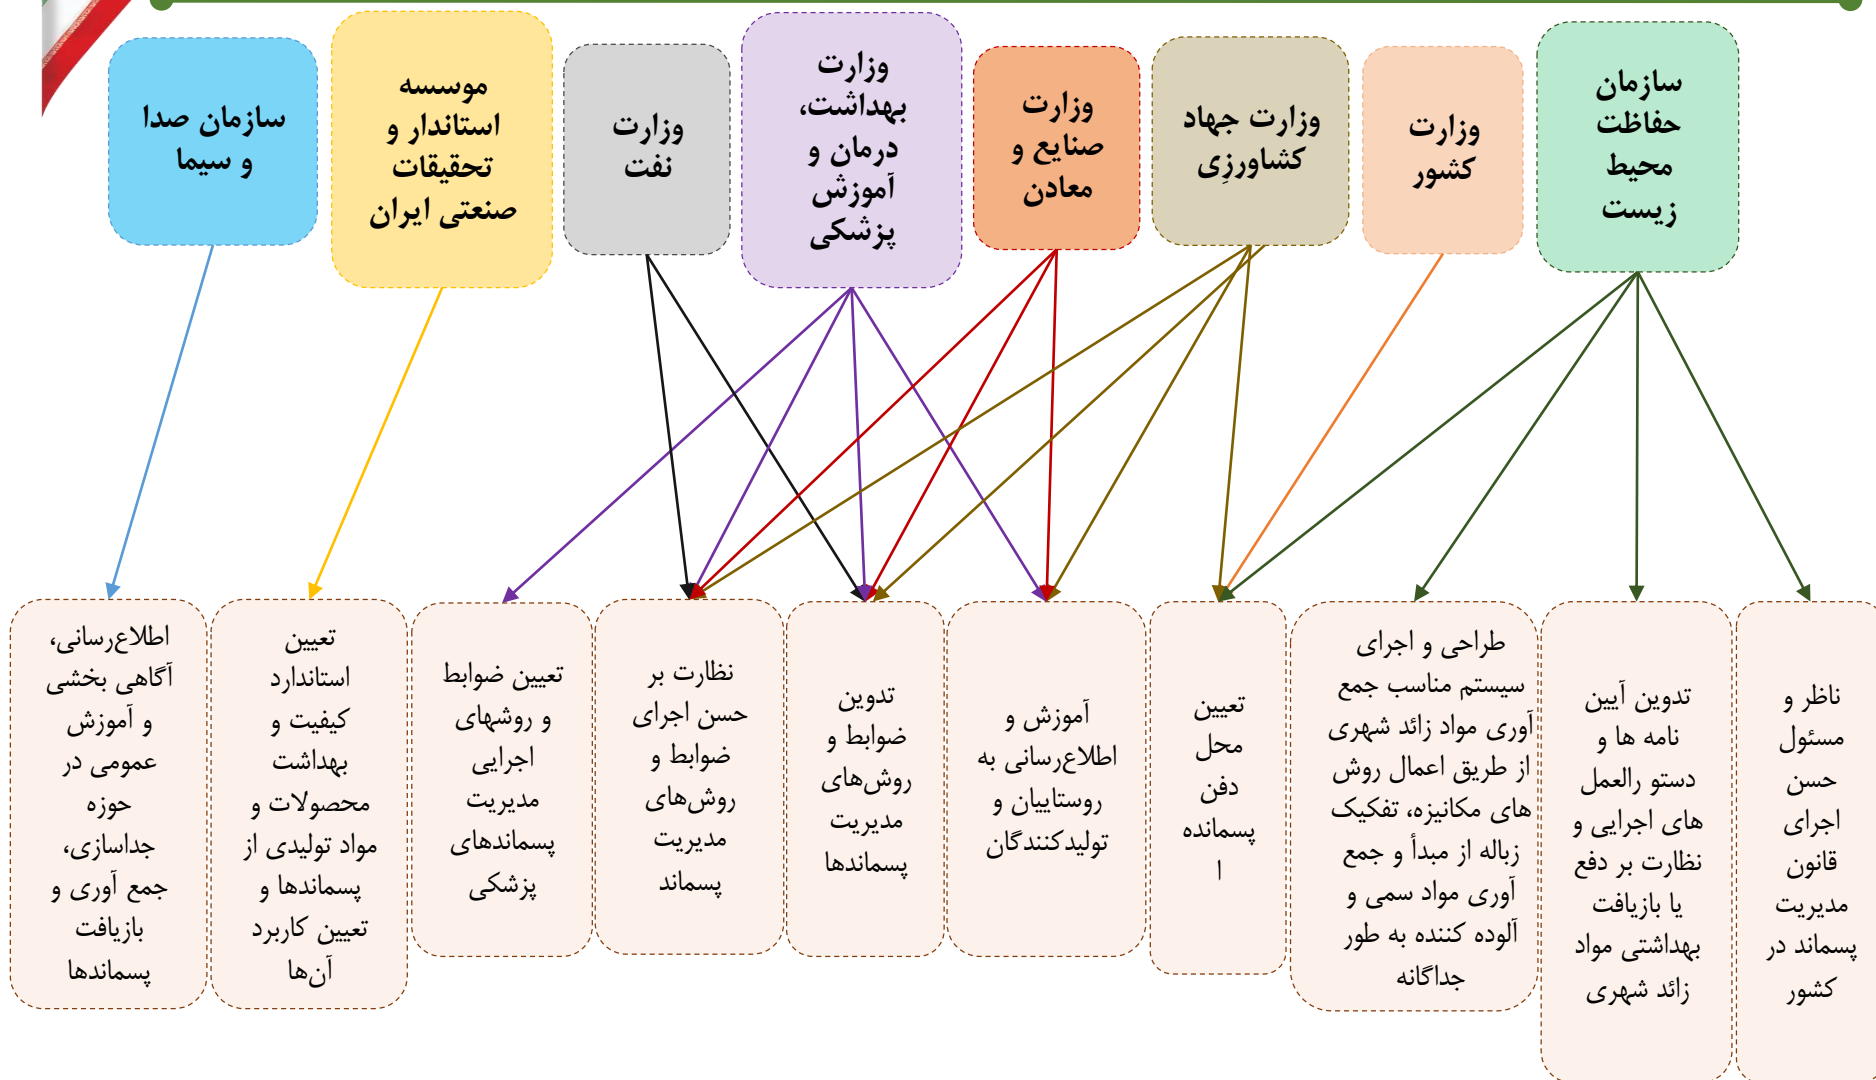 سازمان
حفاظت
محیط
زیست
وزارت
کشور
وزارت جهاد
کشاورزِی
وزارت
صنایع و
معادن
وزارت
بهداشت،
درمان و
آموزش
پزشکی
وزارت
نفت
موسسه
استاندار و
تحقیقات
صنعتی ایران
سازمان صدا
و سیما
ناظر و
مسئول
حسن
اجرای
قانون
مدیریت
پسماند در
کشور
تدوین آیین
نامه ها و
دستو رالعمل
های اجرایی و
نظارت بر دفع
یا بازیافت
بهداشتی مواد
زائد شهری
طراحی و اجرای
سیستم مناسب جمع
آوری مواد زائد شهری
از طریق اعمال روش
های مکانیزه، تفکیک
زباله از مبدأ و جمع
آوری مواد سمی و
آلوده کننده به طور
جداگانه
تعیین
محل
دفن
پسمانده
ا
آموزش و
اطلاع‌رسانی به
روستاییان و
تولیدکنندگان
تدوین
ضوابط و
روش‌های
مدیریت
پسماندها
نظارت بر
حسن اجرای
ضوابط و
روش‌های
مدیریت
پسماند
تعیین ضوابط
و روشهای
اجرایی
مدیریت
پسماندهای
پزشکی
تعیین
استاندارد
کیفیت و
بهداشت
محصولات و
مواد تولیدی از
پسماندها و
تعیین کاربرد
آن‌ها
اطلاع‌رسانی،
آگاهی بخشی
و آموزش
عمومی در
حوزه
جداسازی،
جمع آوری و
بازیافت
پسماندها